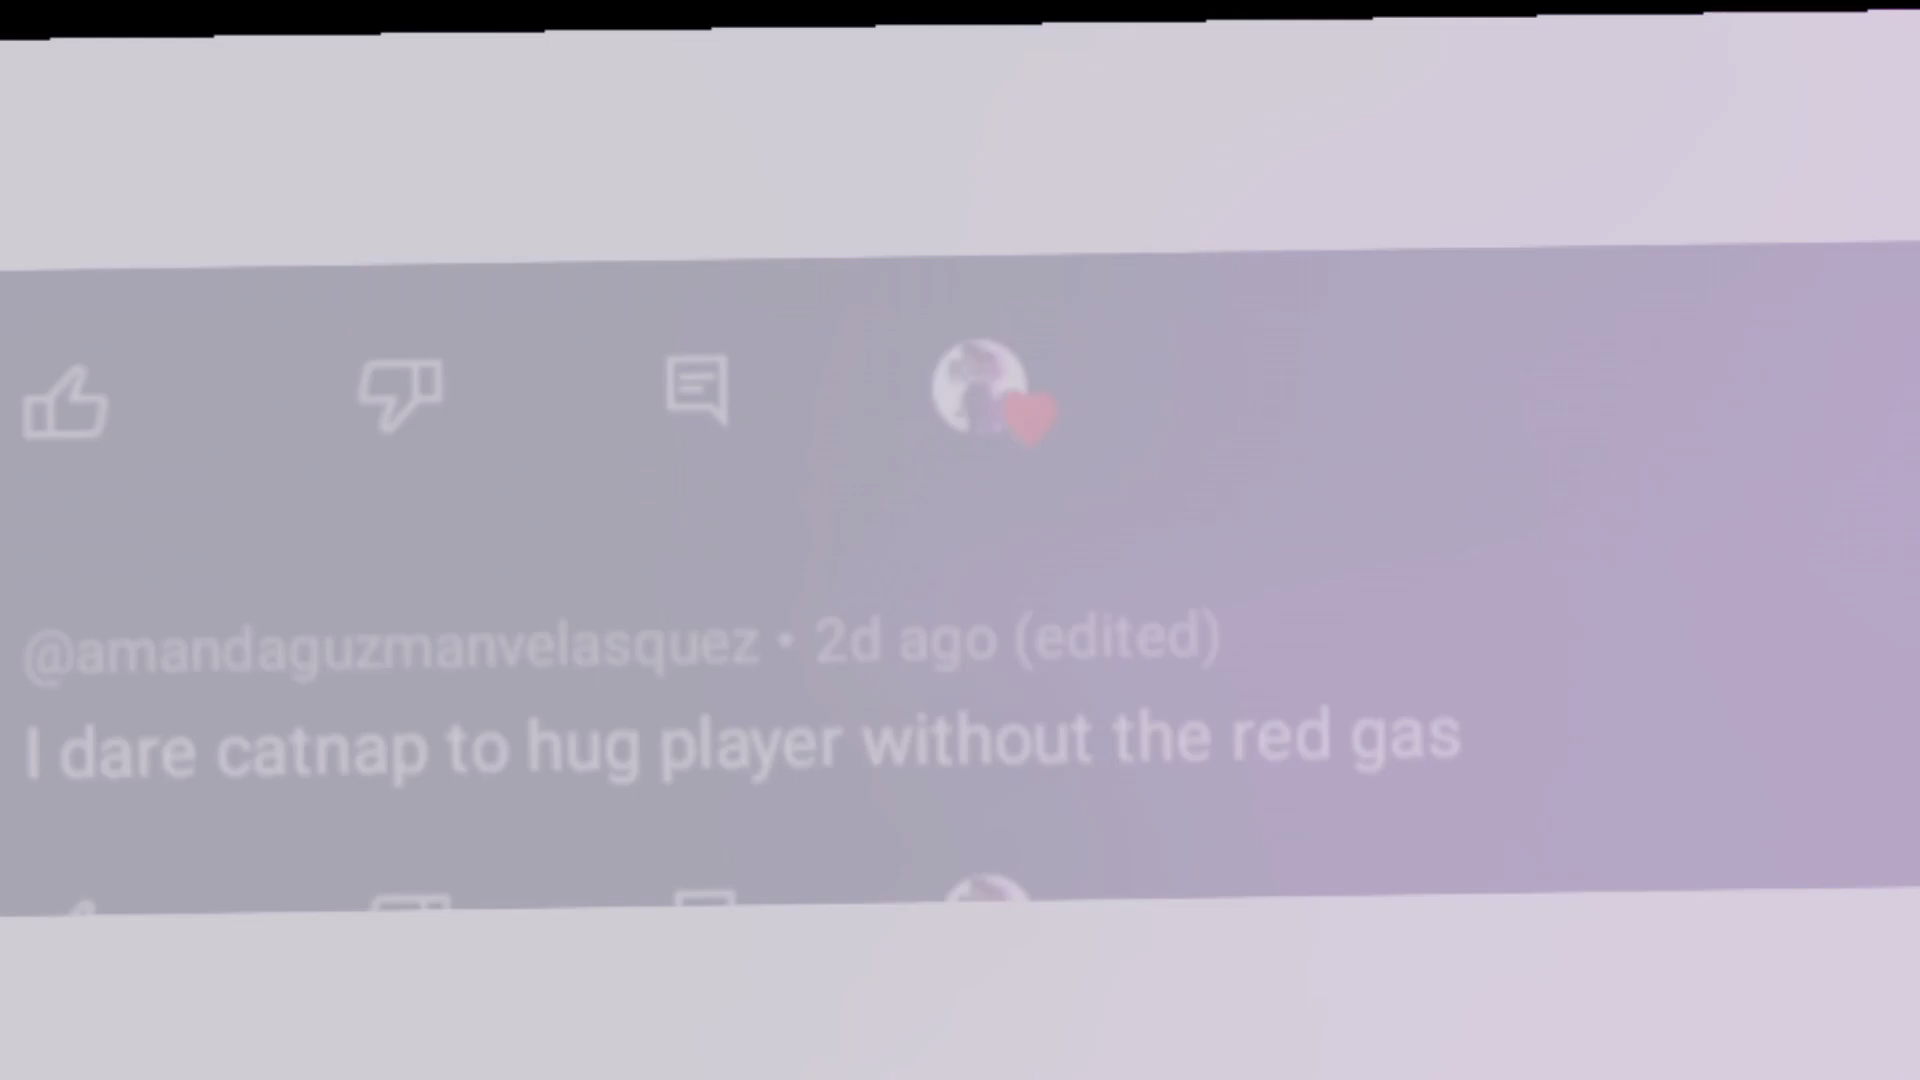 @amandaguzmanvelasquez • 2d ago (edited)
I dare catnap to hug player without the red gas